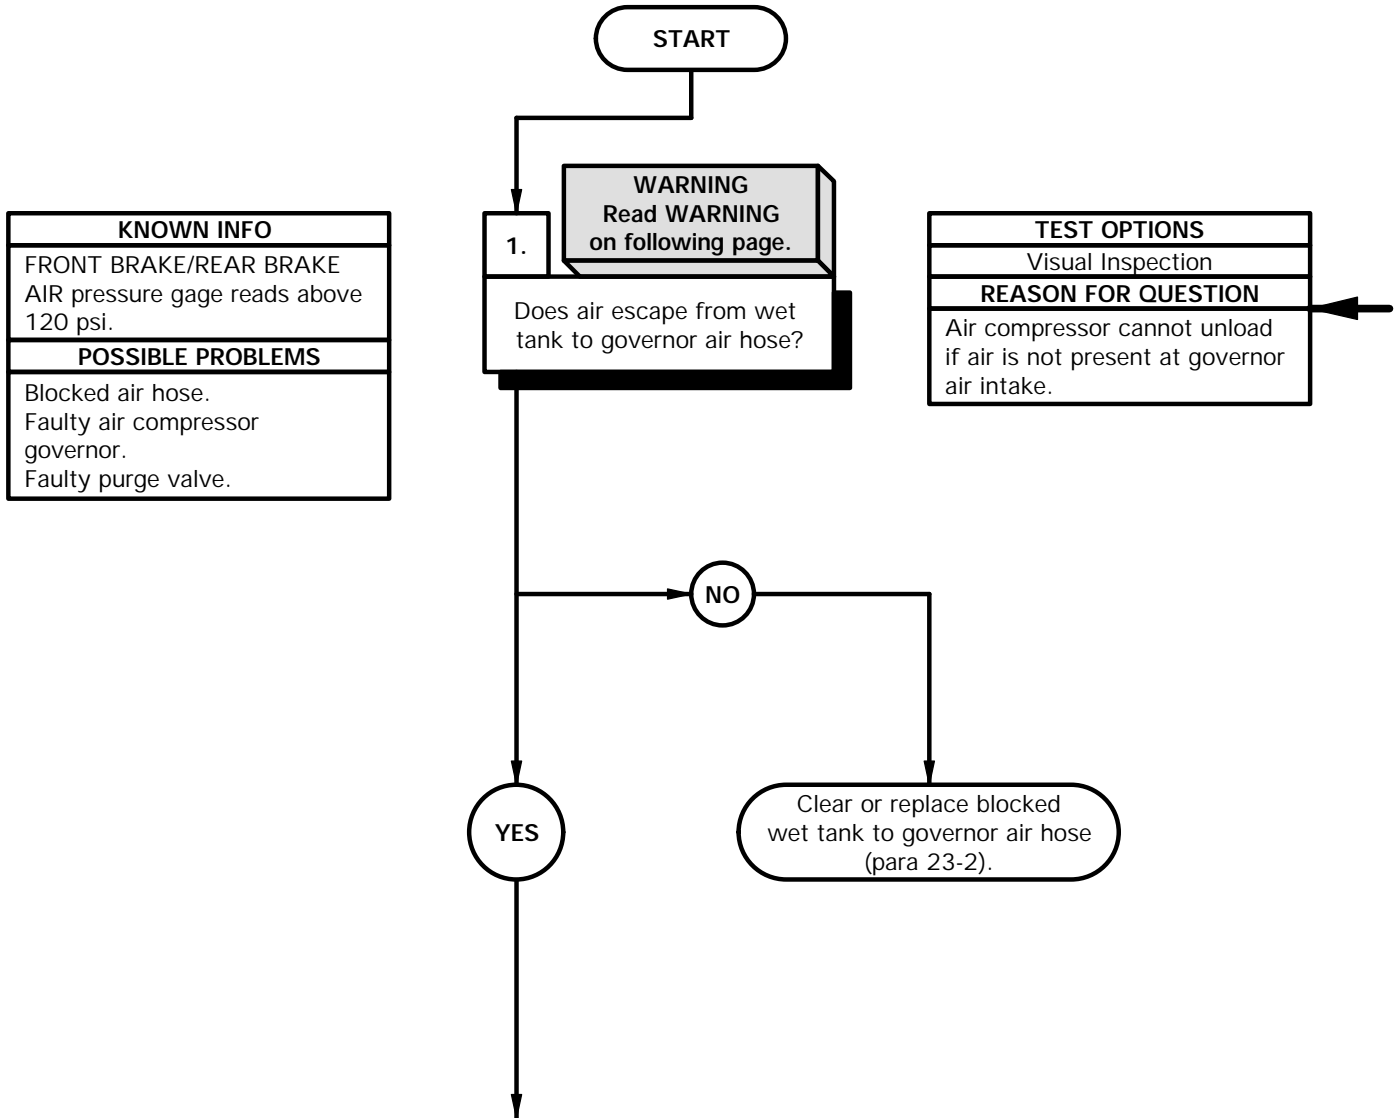 START
KNOWN INFO
FRONT BRAKE/REAR BRAKE
AIR pressure gage reads above
120 psi.
POSSIBLE PROBLEMS
Blocked air hose.
Faulty air compressor
governor.
Faulty purge valve.
1.
WARNING
Read WARNING
on following page.
Does air escape from wet
tank to governor air hose?
TEST OPTIONS
Visual Inspection
REASON FOR QUESTION
Air compressor cannot unload
if air is not present at governor
air intake.
NO
YES
Clear or replace blocked
wet tank to governor air hose
(para 23-2).